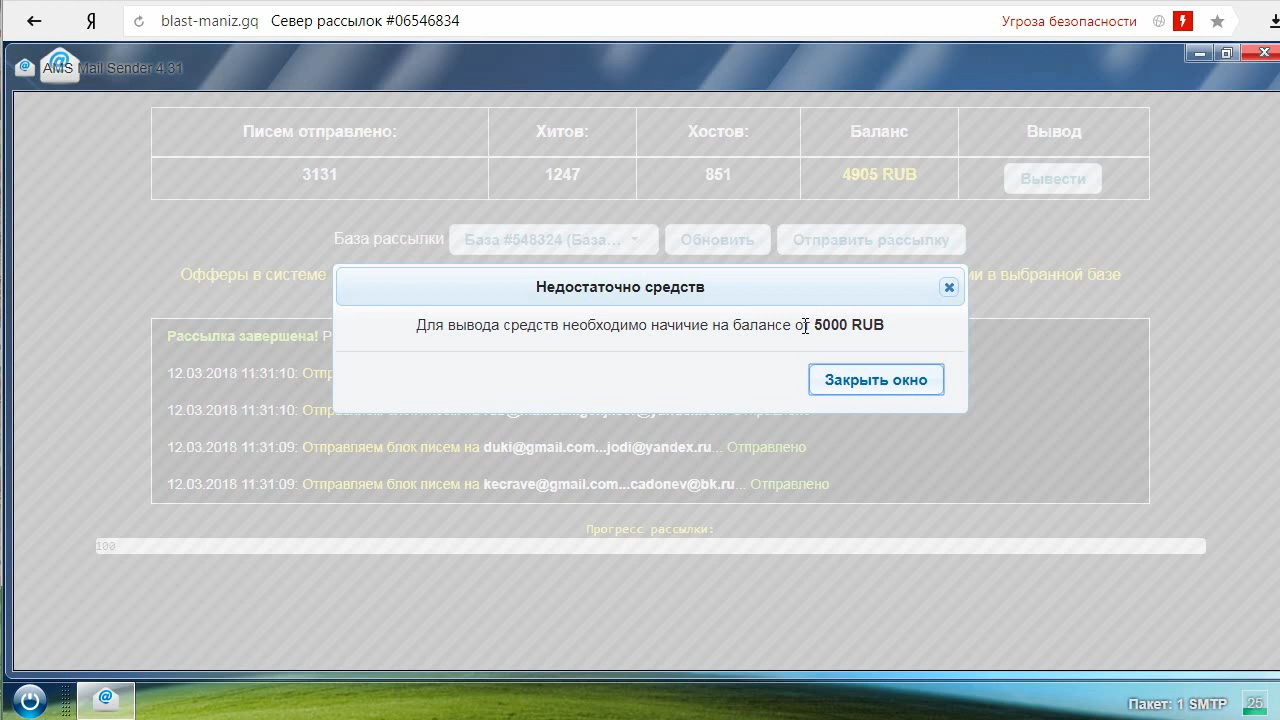 blast-maniz.gq Север рассылок #06546834 Угроза безопасности
AMS Mail Sender 4.31
Писем отправлено: Хитов: Хостов: Баланс Вывод
3131 1247 851 4905 RUB Вывести
База рассылки База #548324 (База... Обновить Отправить рассылку
Офферы в системе ии в выбранной базе
Недостаточно средств
Для вывода средств необходимо начичие на балансе от 5000 RUB
Закрыть окно
Рассылка завершена! Р
12.03.2018 11:31:10: Отп
12.03.2018 11:31:10: Отп
12.03.2018 11:31:09: Отправляем блок писем на duki@gmail.com...jodi@yandex.ru... Отправлено
12.03.2018 11:31:09: Отправляем блок писем на kecrave@gmail.com...cadonev@bk.ru... Отправлено
Прогресс рассылки:
100
Пакет: 1 SMTP 25